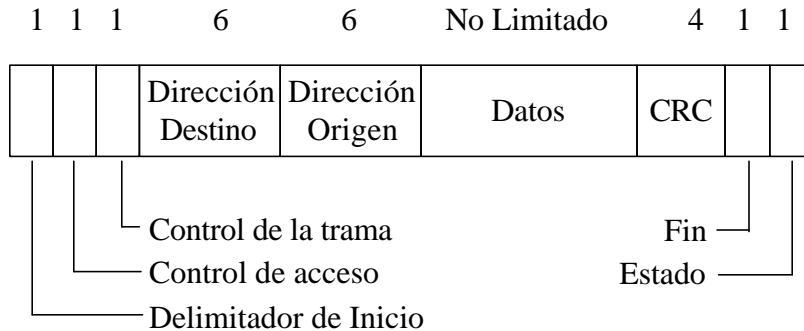 1 1 1 6 6 No Limitado 4 1 1
Dirección Dirección
Destino Origen Datos CRC
Control de la trama Fin
Control de acceso Estado
Delimitador de Inicio